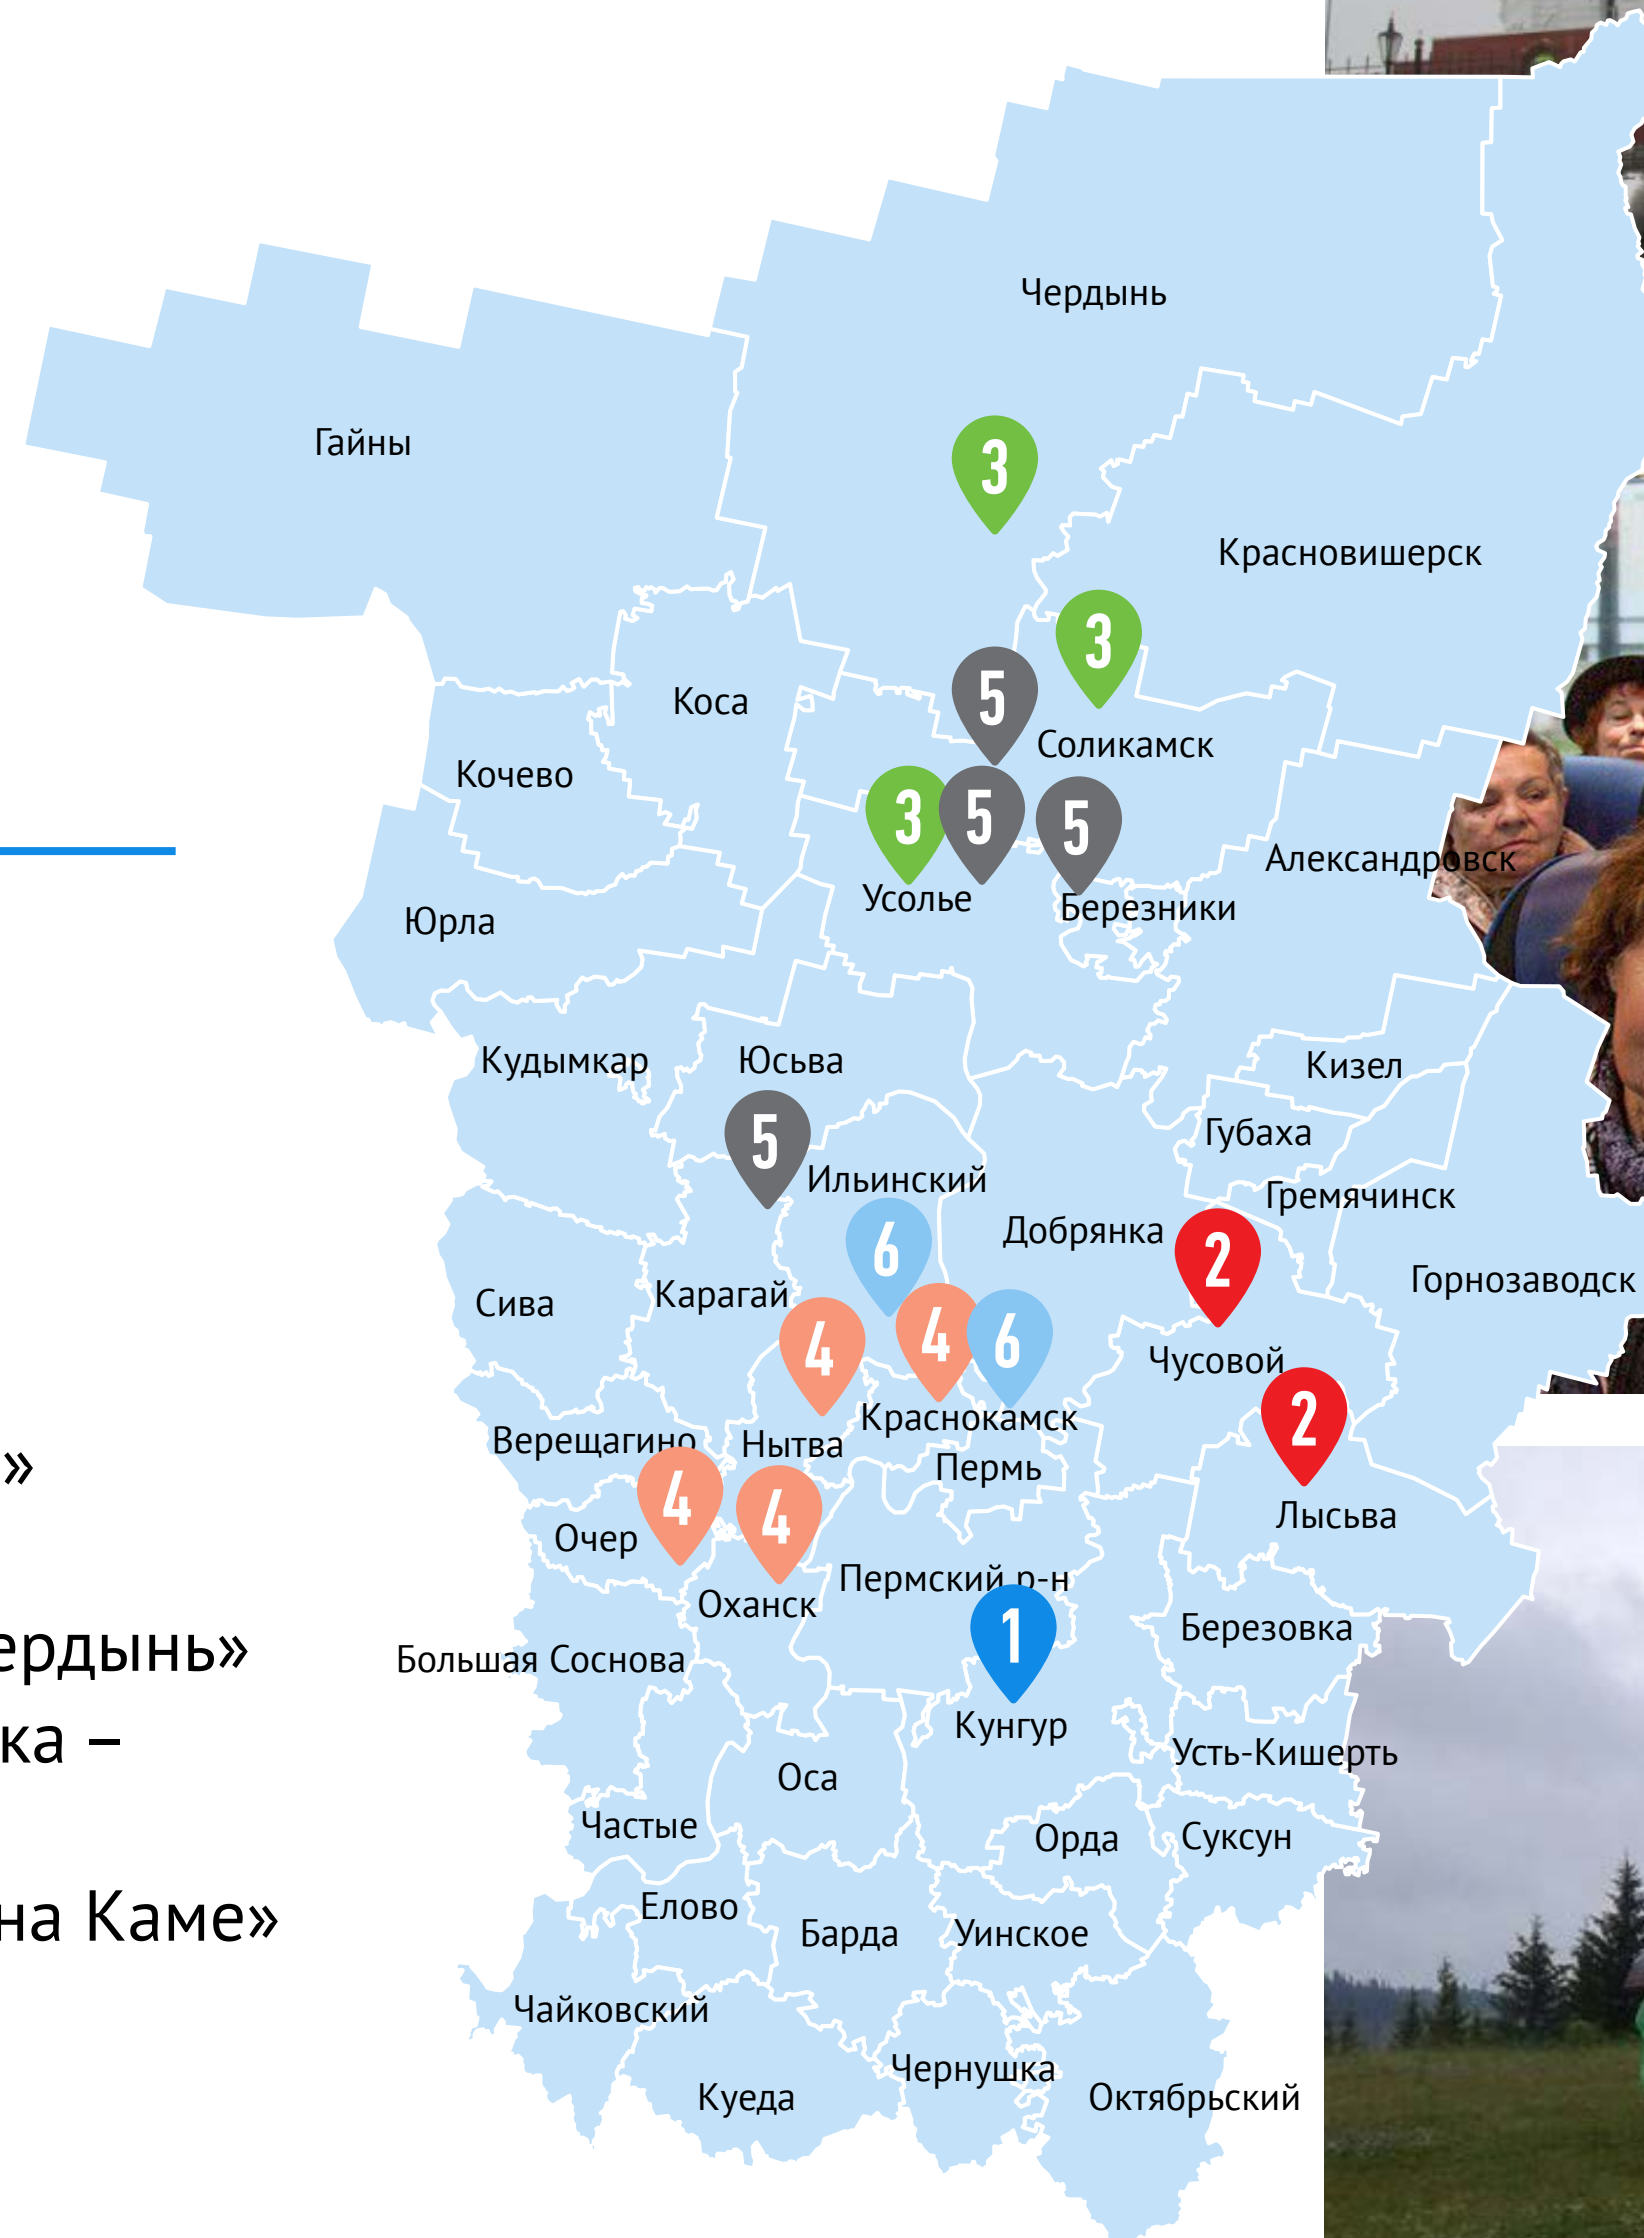 Чердынь
Гайны
3
Красновишерск
3
5
Коса
Соликамск
Кочево
3
5
5
Александровск
Усолье
Березники
Юрла
Кудымкар
Юсьва
Кизел
5
Губаха
Ильинский
Гремячинск
Добрянка
6
2
Горнозаводск
Сива
Карагай
4
4
6
Чусовой
2
Краснокамск
Верещагино
Нытва
Пермь
4
4
Лысьва
Очер
Пермский р-н
Оханск
1
Березовка
Большая Соснова
Кунгур
Усть-Кишерть
Оса
Частые
Орда
Суксун
Елово
Барда
Уинское
Чайковский
Чернушка
Куеда
Октябрьский
»
ердынь»
ка –
на Каме»